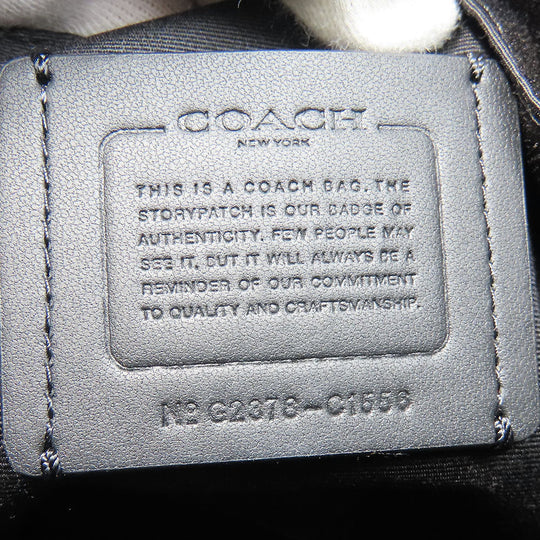 COACH
NEW YORK
THIS IS A COACH BAG. THE
STORYPATCH IS OUR BADGE OF
AUTHENTICITY. FEW PEOPLE MAY
SEE IT, BUT IT WILL ALWAYS BE A
REMINDER OF OUR COMMITMENT
TO QUALITY AND CRAFTSMANSHIP.
Nº C2378-C1556